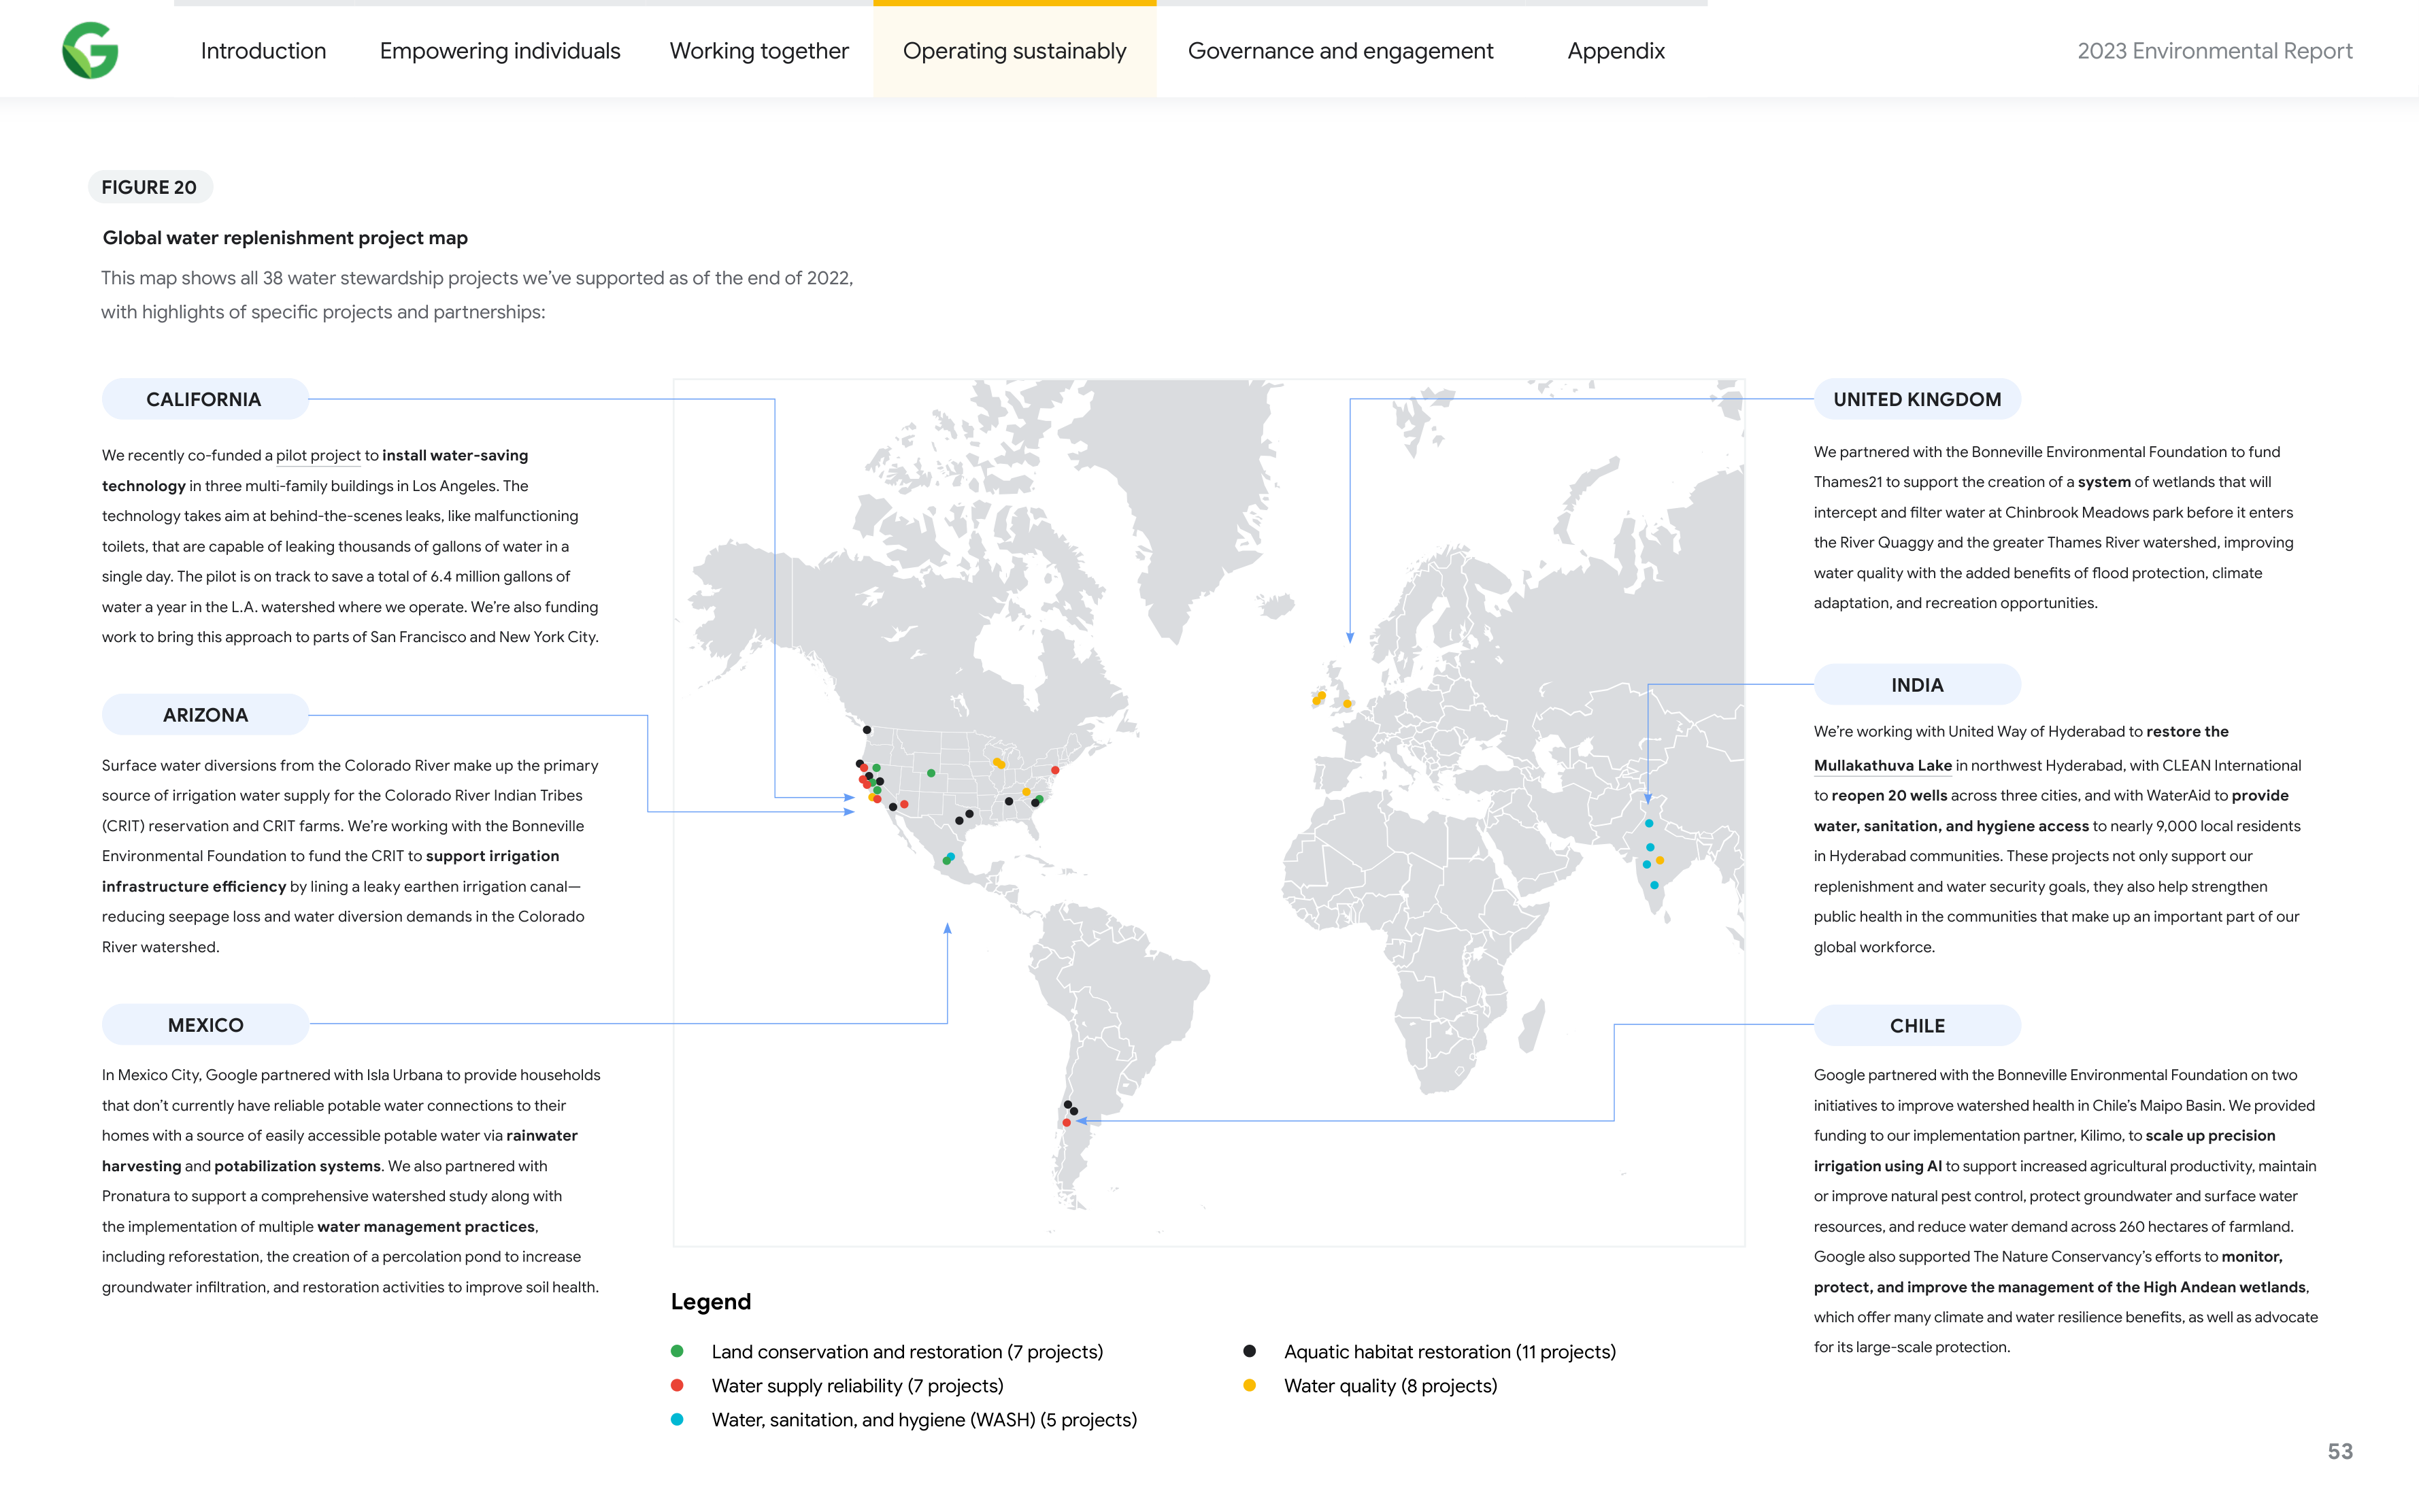 Introduction
Empowering individuals
Working together
Operating sustainably
Governance and engagement
Appendix
2023 Environmental Report
FIGURE 20
Global water replenishment project map
This map shows all 38 water stewardship projects we've supported as of the end of 2022,
with highlights of specific projects and partnerships:
CALIFORNIA
We recently co-funded a pilot project to install water-saving
technology in three multi-family buildings in Los Angeles. The
technology takes aim at behind-the-scenes leaks, like malfunctioning
toilets, that are capable of leaking thousands of gallons of water in a
single day. The pilot is on track to save a total of 6.4 million gallons of
water a year in the L.A. watershed where we operate. We're also funding
work to bring this approach to parts of San Francisco and New York City.
ARIZONA
Surface water diversions from the Colorado River make up the primary
source of irrigation water supply for the Colorado River Indian Tribes
(CRIT) reservation and CRIT farms. We're working with the Bonneville
Environmental Foundation to fund the CRIT to support irrigation
infrastructure efficiency by lining a leaky earthen irrigation canal—
reducing seepage loss and water diversion demands in the Colorado
River watershed.
MEXICO
In Mexico City, Google partnered with Isla Urbana to provide households
that don't currently have reliable potable water connections to their
homes with a source of easily accessible potable water via rainwater
harvesting and potabilization systems. We also partnered with
Pronatura to support a comprehensive watershed study along with
the implementation of multiple water management practices,
including reforestation, the creation of a percolation pond to increase
groundwater infiltration, and restoration activities to improve soil health.
UNITED KINGDOM
We partnered with the Bonneville Environmental Foundation to fund
Thames21 to support the creation of a system of wetlands that will
intercept and filter water at Chinbrook Meadows park before it enters
the River Quaggy and the greater Thames River watershed, improving
water quality with the added benefits of flood protection, climate
adaptation, and recreation opportunities.
INDIA
We're working with United Way of Hyderabad to restore the
Mullakathuva Lake in northwest Hyderabad, with CLEAN International
to reopen 20 wells across three cities, and with WaterAid to provide
water, sanitation, and hygiene access to nearly 9,000 local residents
in Hyderabad communities. These projects not only support our
replenishment and water security goals, they also help strengthen
public health in the communities that make up an important part of our
global workforce.
CHILE
Google partnered with the Bonneville Environmental Foundation on two
initiatives to improve watershed health in Chile's Maipo Basin. We provided
funding to our implementation partner, Kilimo, to scale up precision
irrigation using AI to support increased agricultural productivity, maintain
or improve natural pest control, protect groundwater and surface water
resources, and reduce water demand across 260 hectares of farmland.
Google also supported The Nature Conservancy's efforts to monitor,
protect, and improve the management of the High Andean wetlands,
which offer many climate and water resilience benefits, as well as advocate
for its large-scale protection.
Legend
Land conservation and restoration (7 projects)
Water supply reliability (7 projects)
Water, sanitation, and hygiene (WASH) (5 projects)
Aquatic habitat restoration (11 projects)
Water quality (8 projects)
53